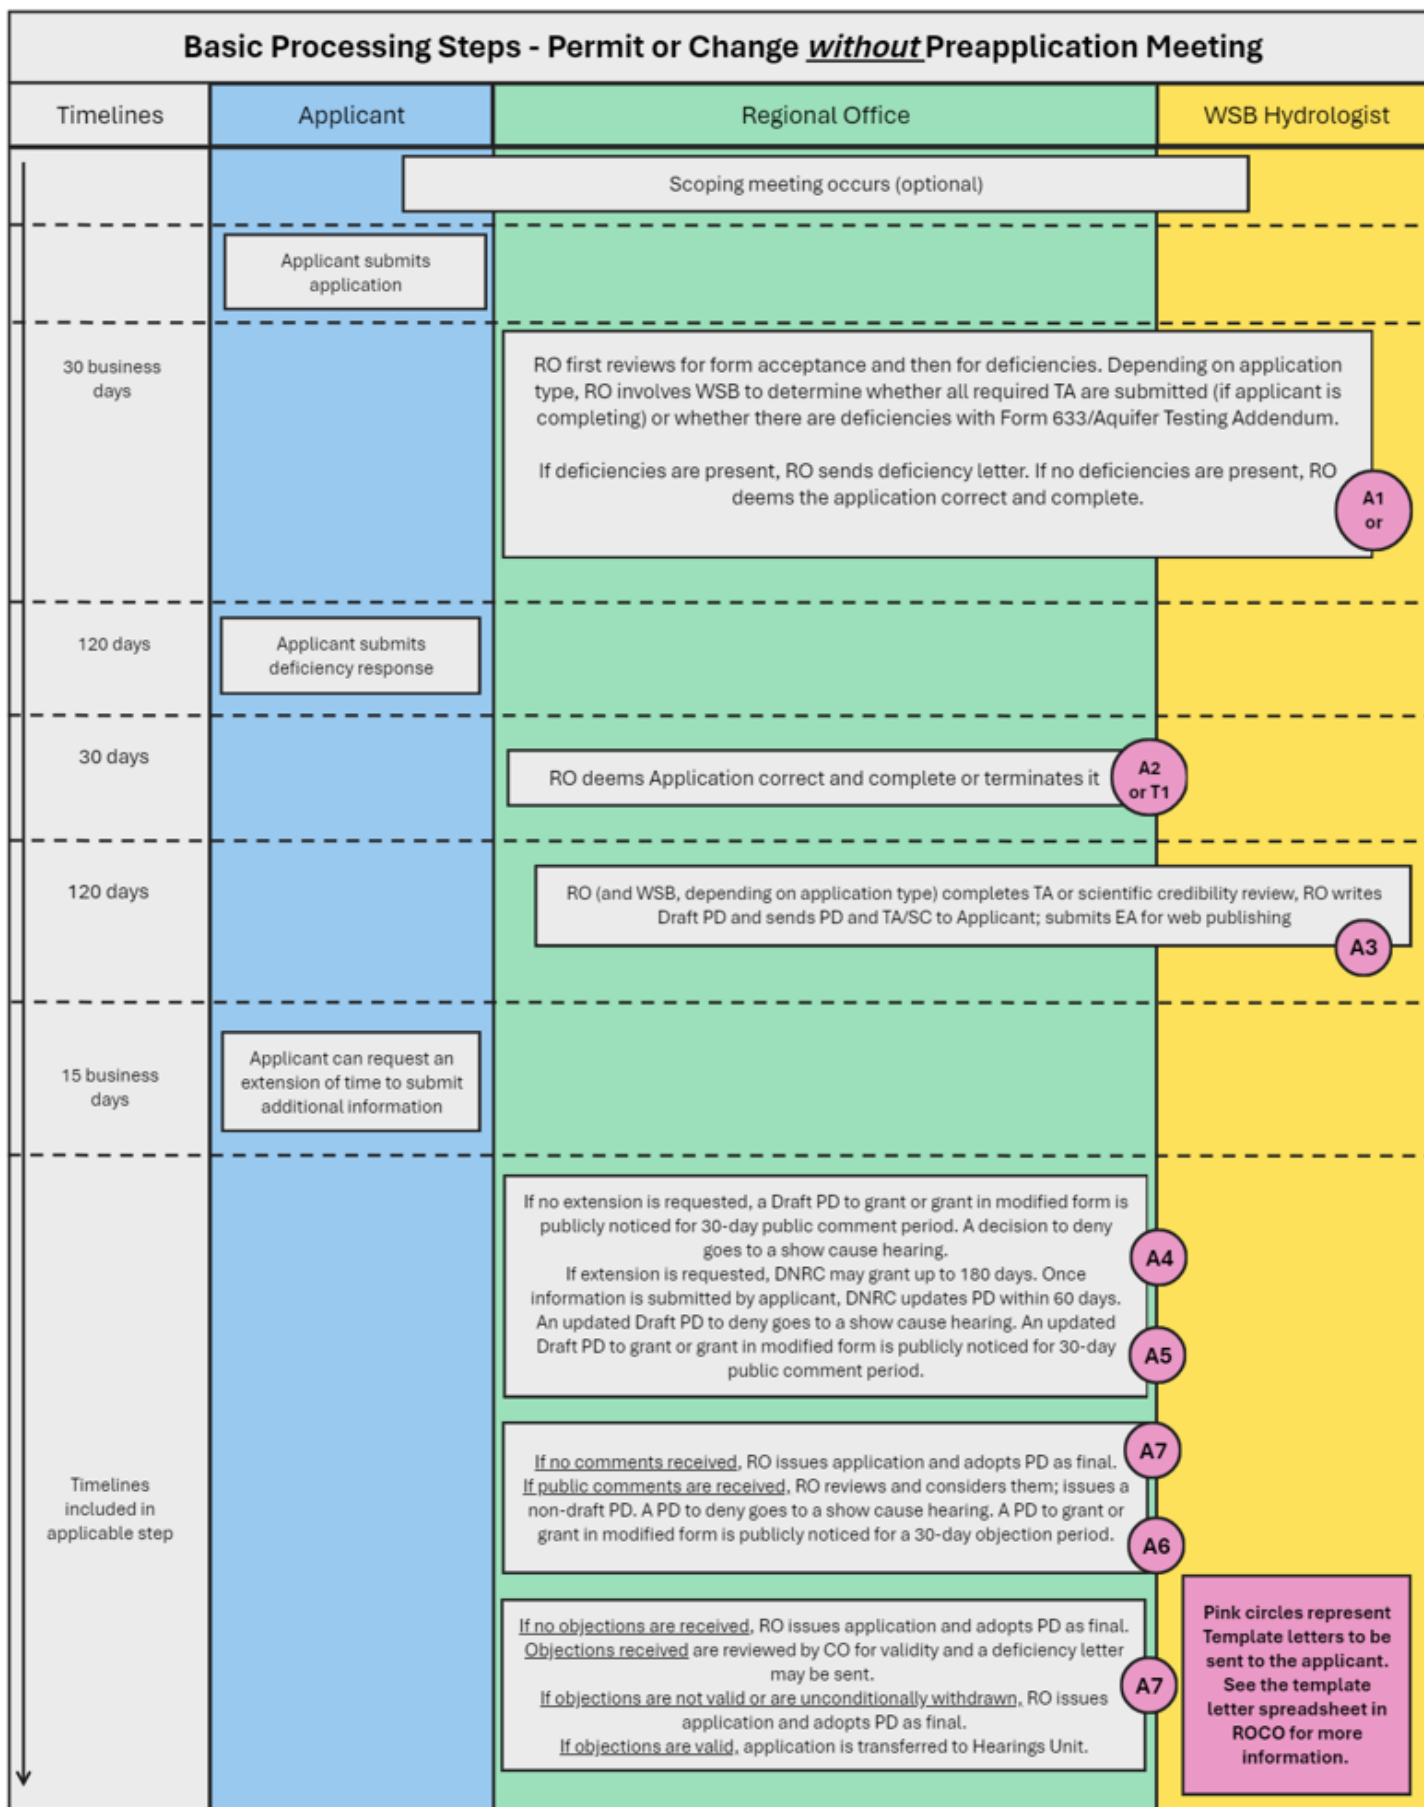 Basic Processing Steps - Permit or Change without Preapplication Meeting
Timelines
Applicant
Regional Office
WSB Hydrologist
Scoping meeting occurs (optional)
Applicant submits
application
30 business
days
RO first reviews for form acceptance and then for deficiencies. Depending on application
type, RO involves WSB to determine whether all required TA are submitted (if applicant is
completing) or whether there are deficiencies with Form 633/Aquifer Testing Addendum.
If deficiencies are present, RO sends deficiency letter. If no deficiencies are present, RO
deems the application correct and complete.
A1
or
120 days
Applicant submits
deficiency response
30 days
RO deems Application correct and complete or terminates it
A2
or T1
120 days
RO (and WSB, depending on application type) completes TA or scientific credibility review, RO writes
Draft PD and sends PD and TA/SC to Applicant; submits EA for web publishing
A3
15 business
days
Applicant can request an
extension of time to submit
additional information
If no extension is requested, a Draft PD to grant or grant in modified form is
publicly noticed for 30-day public comment period. A decision to deny
goes to a show cause hearing.
If extension is requested, DNRC may grant up to 180 days. Once
information is submitted by applicant, DNRC updates PD within 60 days.
An updated Draft PD to deny goes to a show cause hearing. An updated
Draft PD to grant or grant in modified form is publicly noticed for 30-day
public comment period.
A4
A5
Timelines
included in
applicable step
If no comments received, RO issues application and adopts PD as final.
If public comments are received, RO reviews and considers them; issues a
non-draft PD. A PD to deny goes to a show cause hearing. A PD to grant or
grant in modified form is publicly noticed for a 30-day objection period.
A7
A6
If no objections are received, RO issues application and adopts PD as final.
Objections received are reviewed by CO for validity and a deficiency letter
may be sent.
If objections are not valid or are unconditionally withdrawn, RO issues
application and adopts PD as final.
If objections are valid, application is transferred to Hearings Unit.
A7
Pink circles represent
Template letters to be
sent to the applicant.
See the template
letter spreadsheet in
ROCO for more
information.